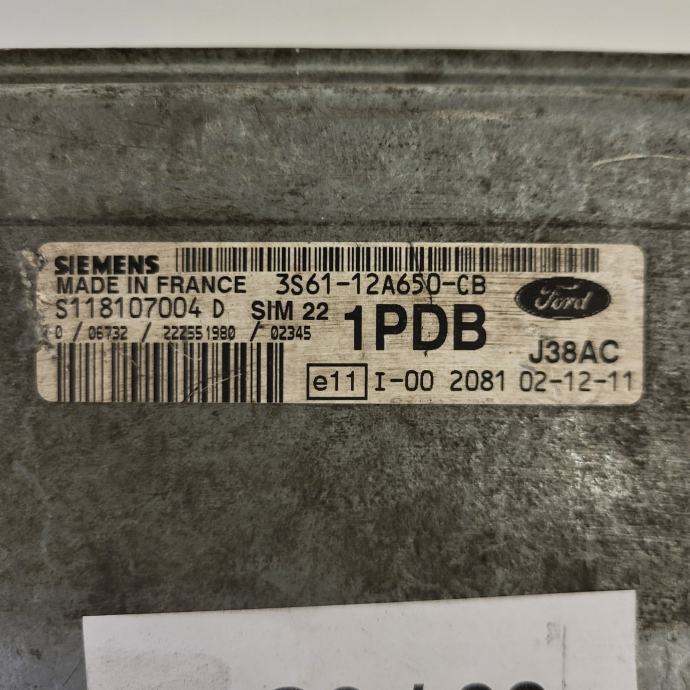 SIEMENS
MADE IN FRANCE 3S61-12A650-CB
S118107004 D SIM 22 1PDB Ford
0 / 06732 / 222551980 / 02345
J38AC
e11 I-00 2081 02-12-11